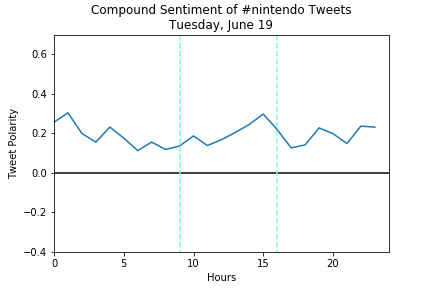 Compound Sentiment of #nintendo Tweets
Tuesday, June 19
Tweet Polarity
0.6
0.4
0.2
0.0
−0.2
−0.4
0 5 10 15 20
Hours